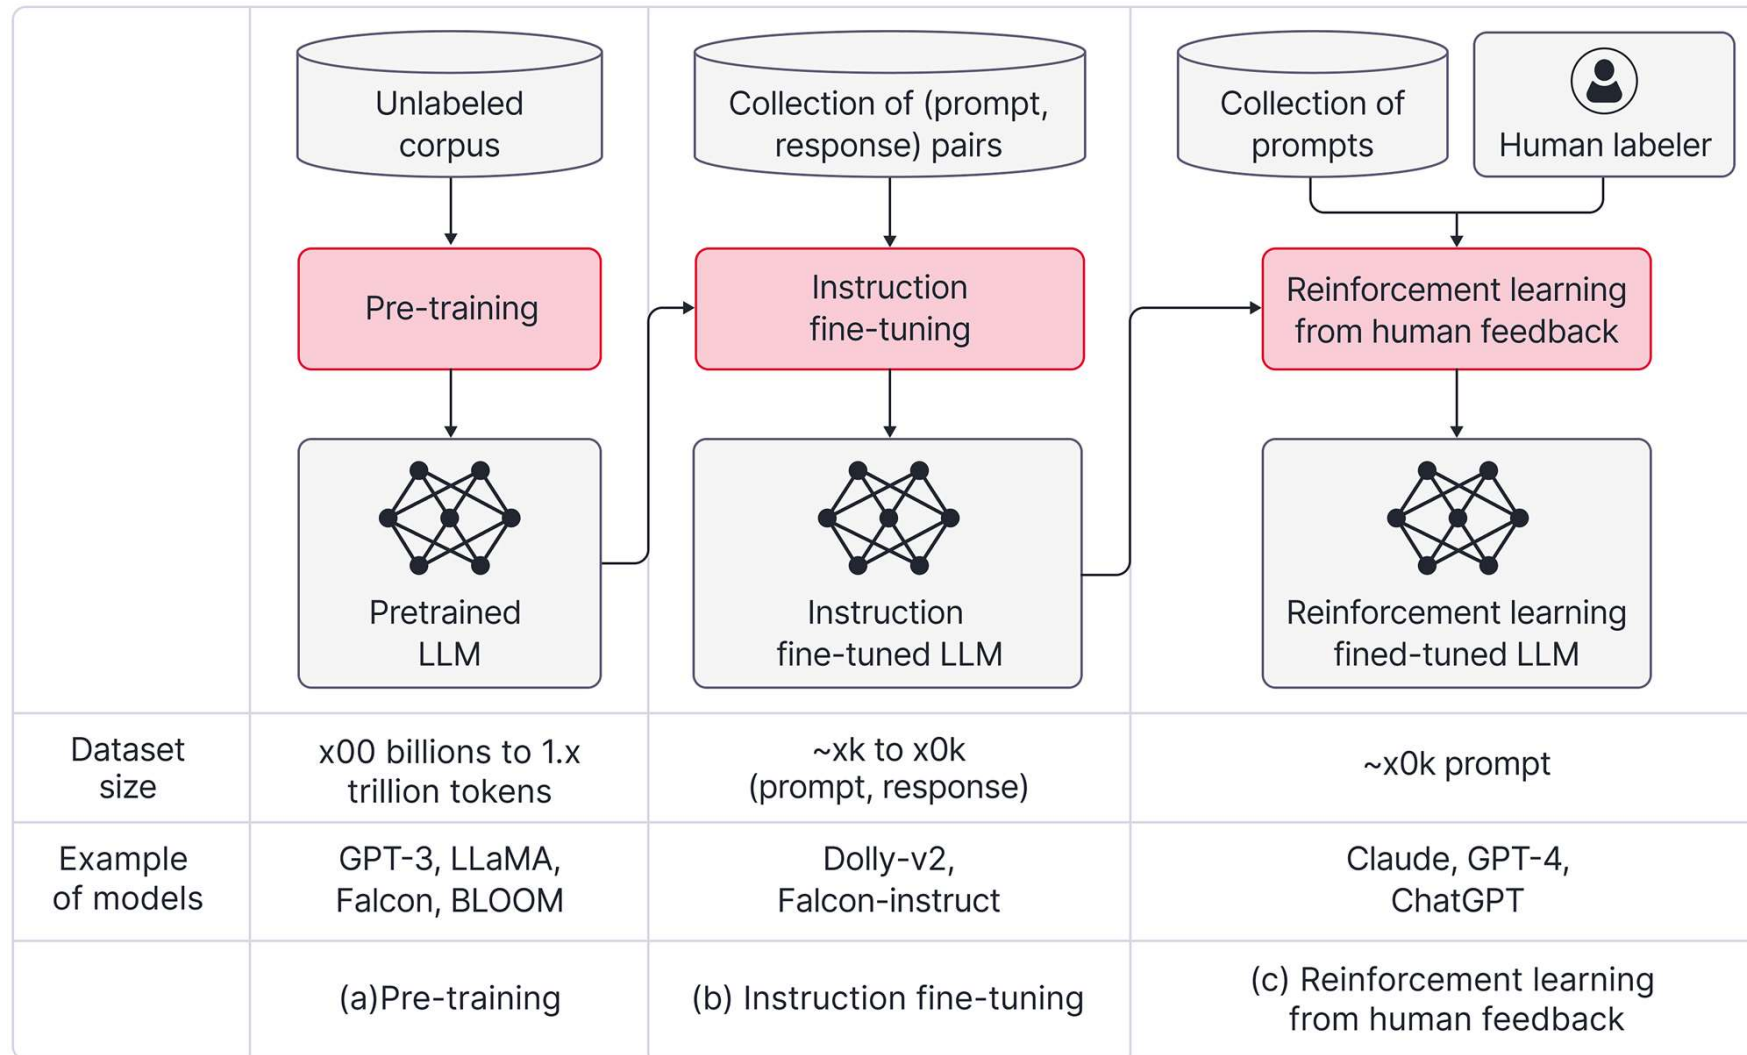 Unlabeled
corpus
Collection of (prompt,
response) pairs
Collection of
prompts
Human labeler
Pre-training
Instruction
fine-tuning
Reinforcement learning
from human feedback
Pretrained
LLM
Instruction
fine-tuned LLM
Reinforcement learning
fined-tuned LLM
Dataset
size
x00 billions to 1.x
trillion tokens
~xk to x0k
(prompt, response)
~x0k prompt
Example
of models
GPT-3, LLaMA,
Falcon, BLOOM
Dolly-v2,
Falcon-instruct
Claude, GPT-4,
ChatGPT
(a)Pre-training
(b) Instruction fine-tuning
(c) Reinforcement learning
from human feedback